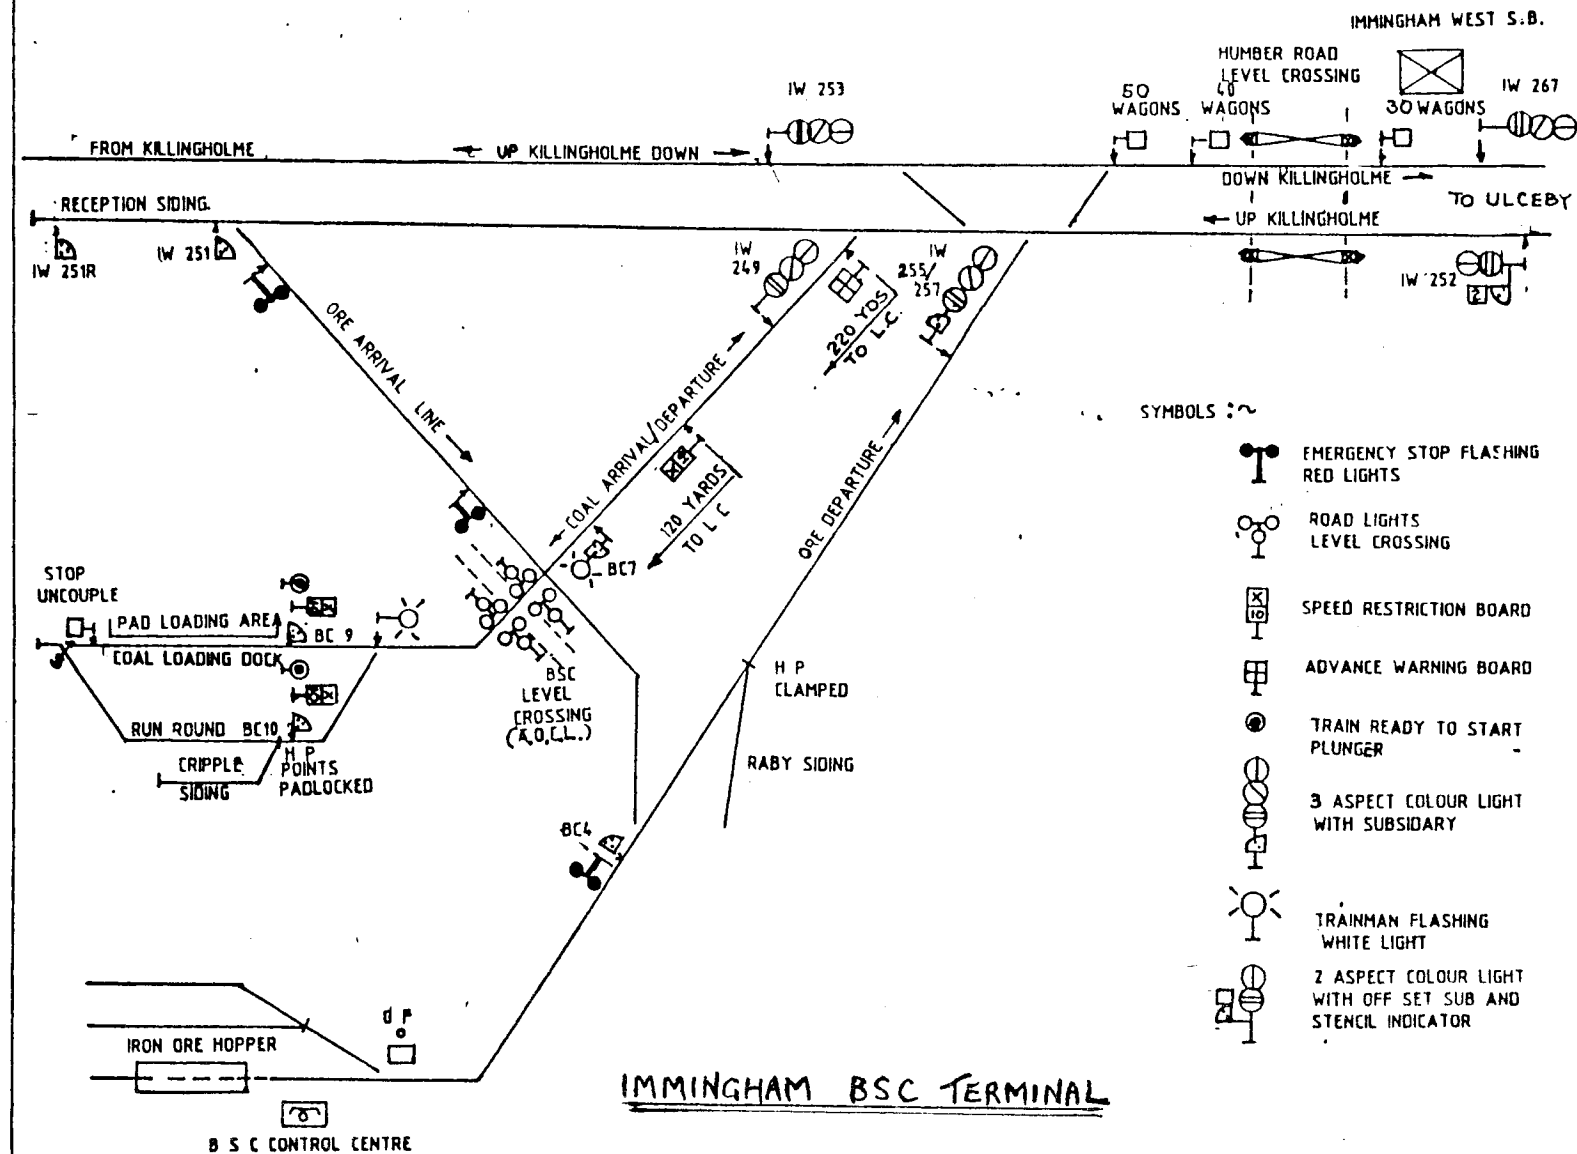 IMMINGHAM WEST S.B.
HUMBER ROAD
LEVEL CROSSING
IW 253
50
WAGONS
40
WAGONS
30 WAGONS
IW 267
FROM KILLINGHOLME
UP KILLINGHOLME DOWN
DOWN KILLINGHOLME
TO ULCEBY
RECEPTION SIDING.
UP KILLINGHOLME
IW 251R
IW 251
IW
249
IW
255/
257
IW 252
220 YDS
TO L.C.
ORE ARRIVAL LINE
COAL ARRIVAL/DEPARTURE
120 YARDS
TO L C
ORE DEPARTURE
BC7
STOP
UNCOUPLE
PAD LOADING AREA
BC 9
COAL LOADING DOCK
BSC
LEVEL
CROSSING
(A.O.C.L.)
H P
CLAMPED
RUN ROUND BC10
CRIPPLE
SIDING
H P
POINTS
PADLOCKED
RABY SIDING
BC4
d P
IRON ORE HOPPER
B S C CONTROL CENTRE
IMMINGHAM BSC TERMINAL
SYMBOLS :~
EMERGENCY STOP FLASHING
RED LIGHTS
ROAD LIGHTS
LEVEL CROSSING
X
10
SPEED RESTRICTION BOARD
ADVANCE WARNING BOARD
TRAIN READY TO START
PLUNGER
3 ASPECT COLOUR LIGHT
WITH SUBSIDARY
TRAINMAN FLASHING
WHITE LIGHT
2 ASPECT COLOUR LIGHT
WITH OFF SET SUB AND
STENCIL INDICATOR